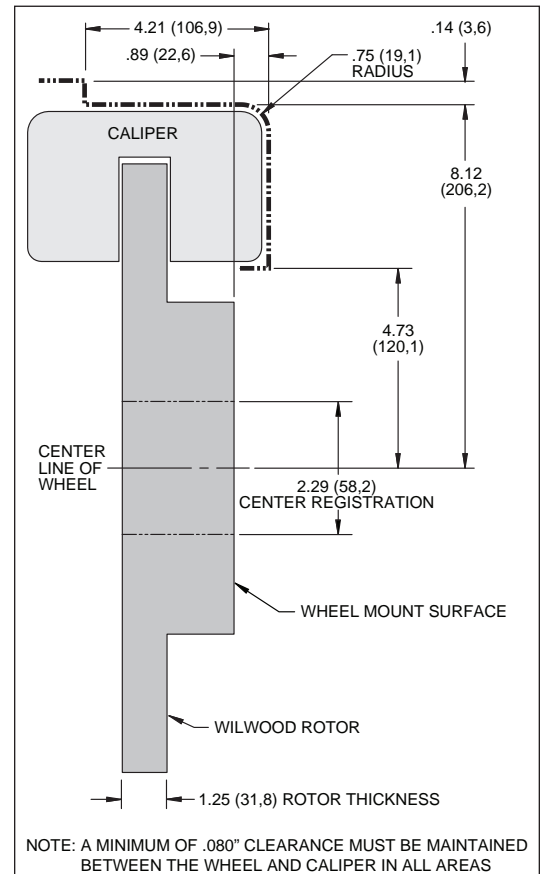 4.21 (106,9)
.14 (3,6)
.89 (22,6)
.75 (19,1)
RADIUS
CALIPER
8.12
(206,2)
4.73
(120,1)
CENTER
LINE OF
WHEEL
2.29 (58,2)
CENTER REGISTRATION
WHEEL MOUNT SURFACE
WILWOOD ROTOR
1.25 (31,8) ROTOR THICKNESS
NOTE: A MINIMUM OF .080" CLEARANCE MUST BE MAINTAINED
BETWEEN THE WHEEL AND CALIPER IN ALL AREAS